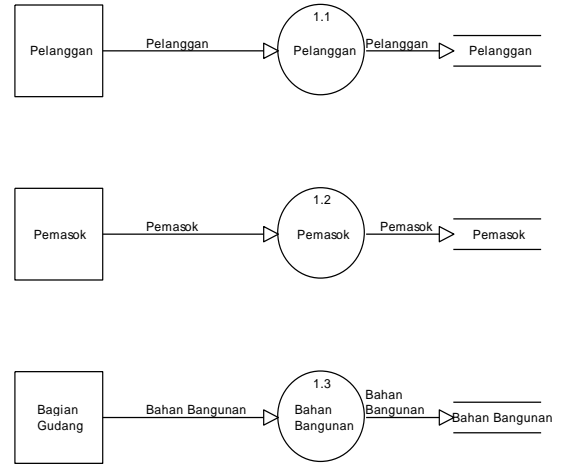 1.1
Pelanggan
Pelanggan
Pelanggan
Pelanggan
Pelanggan
1.2
Pemasok
Pemasok
Pemasok
Pemasok
Pemasok
1.3
Bagian
Gudang
Bahan Bangunan
Bahan
Bangunan
Bahan
Bangunan
Bahan Bangunan